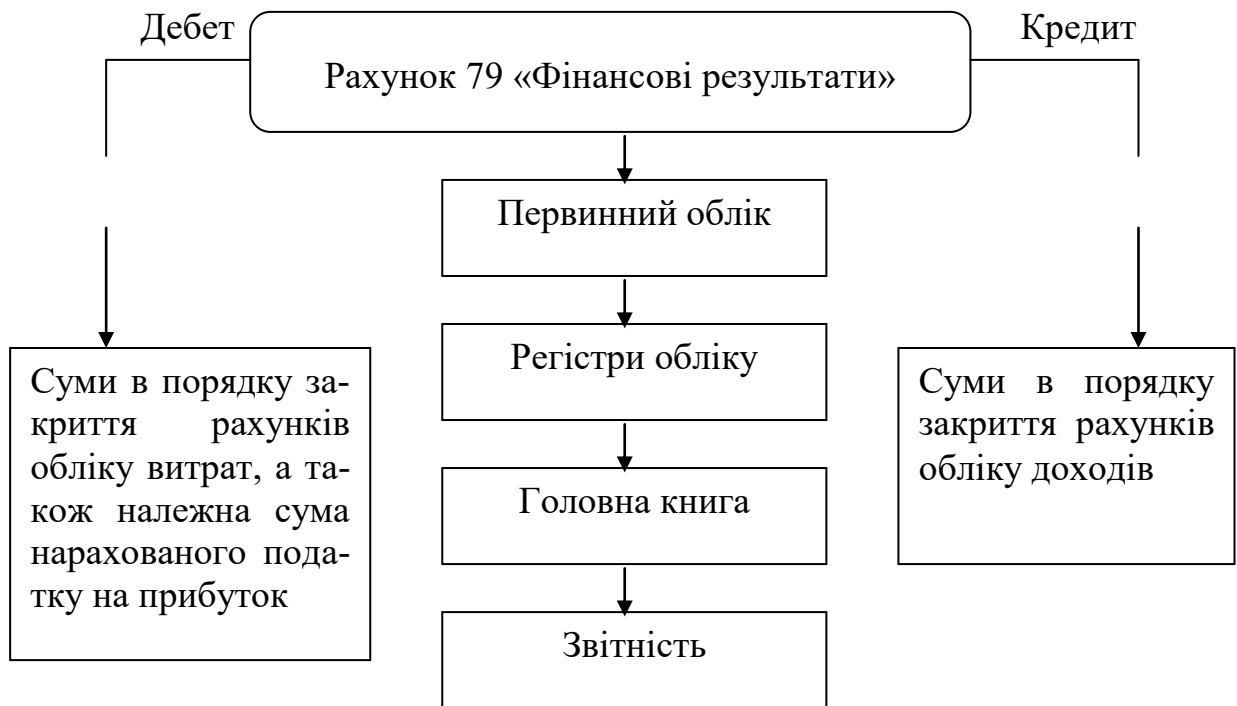 Дебет
Кредит
Рахунок 79 «Фінансові результати»
Первинний облік
Регістри обліку
Суми в порядку за-
криття рахунків
обліку витрат, а та-
кож належна сума
нарахованого пода-
тку на прибуток
Суми в порядку
закриття рахунків
обліку доходів
Головна книга
Звітність